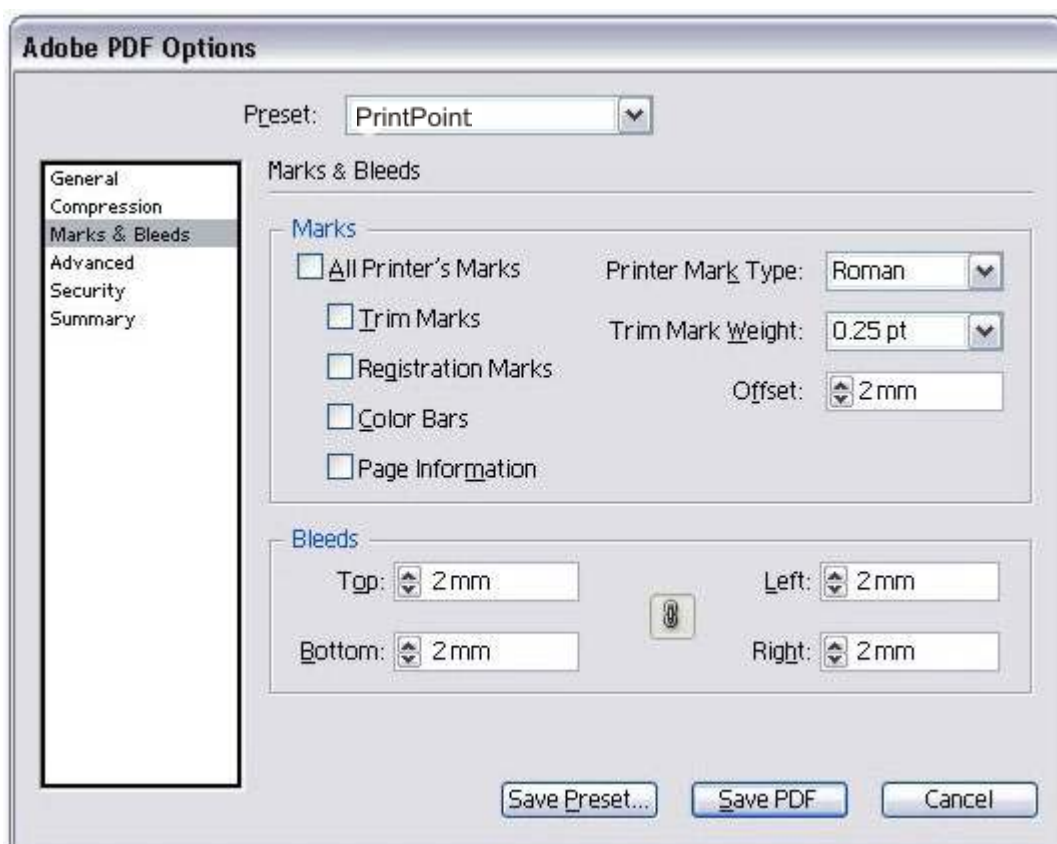 Adobe PDF Options
Preset: PrintPoint
General
Compression
Marks & Bleeds
Advanced
Security
Summary
Marks & Bleeds
Marks
All Printer's Marks
Trim Marks
Registration Marks
Color Bars
Page Information
Printer Mark Type: Roman
Trim Mark Weight: 0.25 pt
Offset: 2 mm
Bleeds
Top: 2 mm
Bottom: 2 mm
Left: 2 mm
Right: 2 mm
Save Preset... Save PDF Cancel